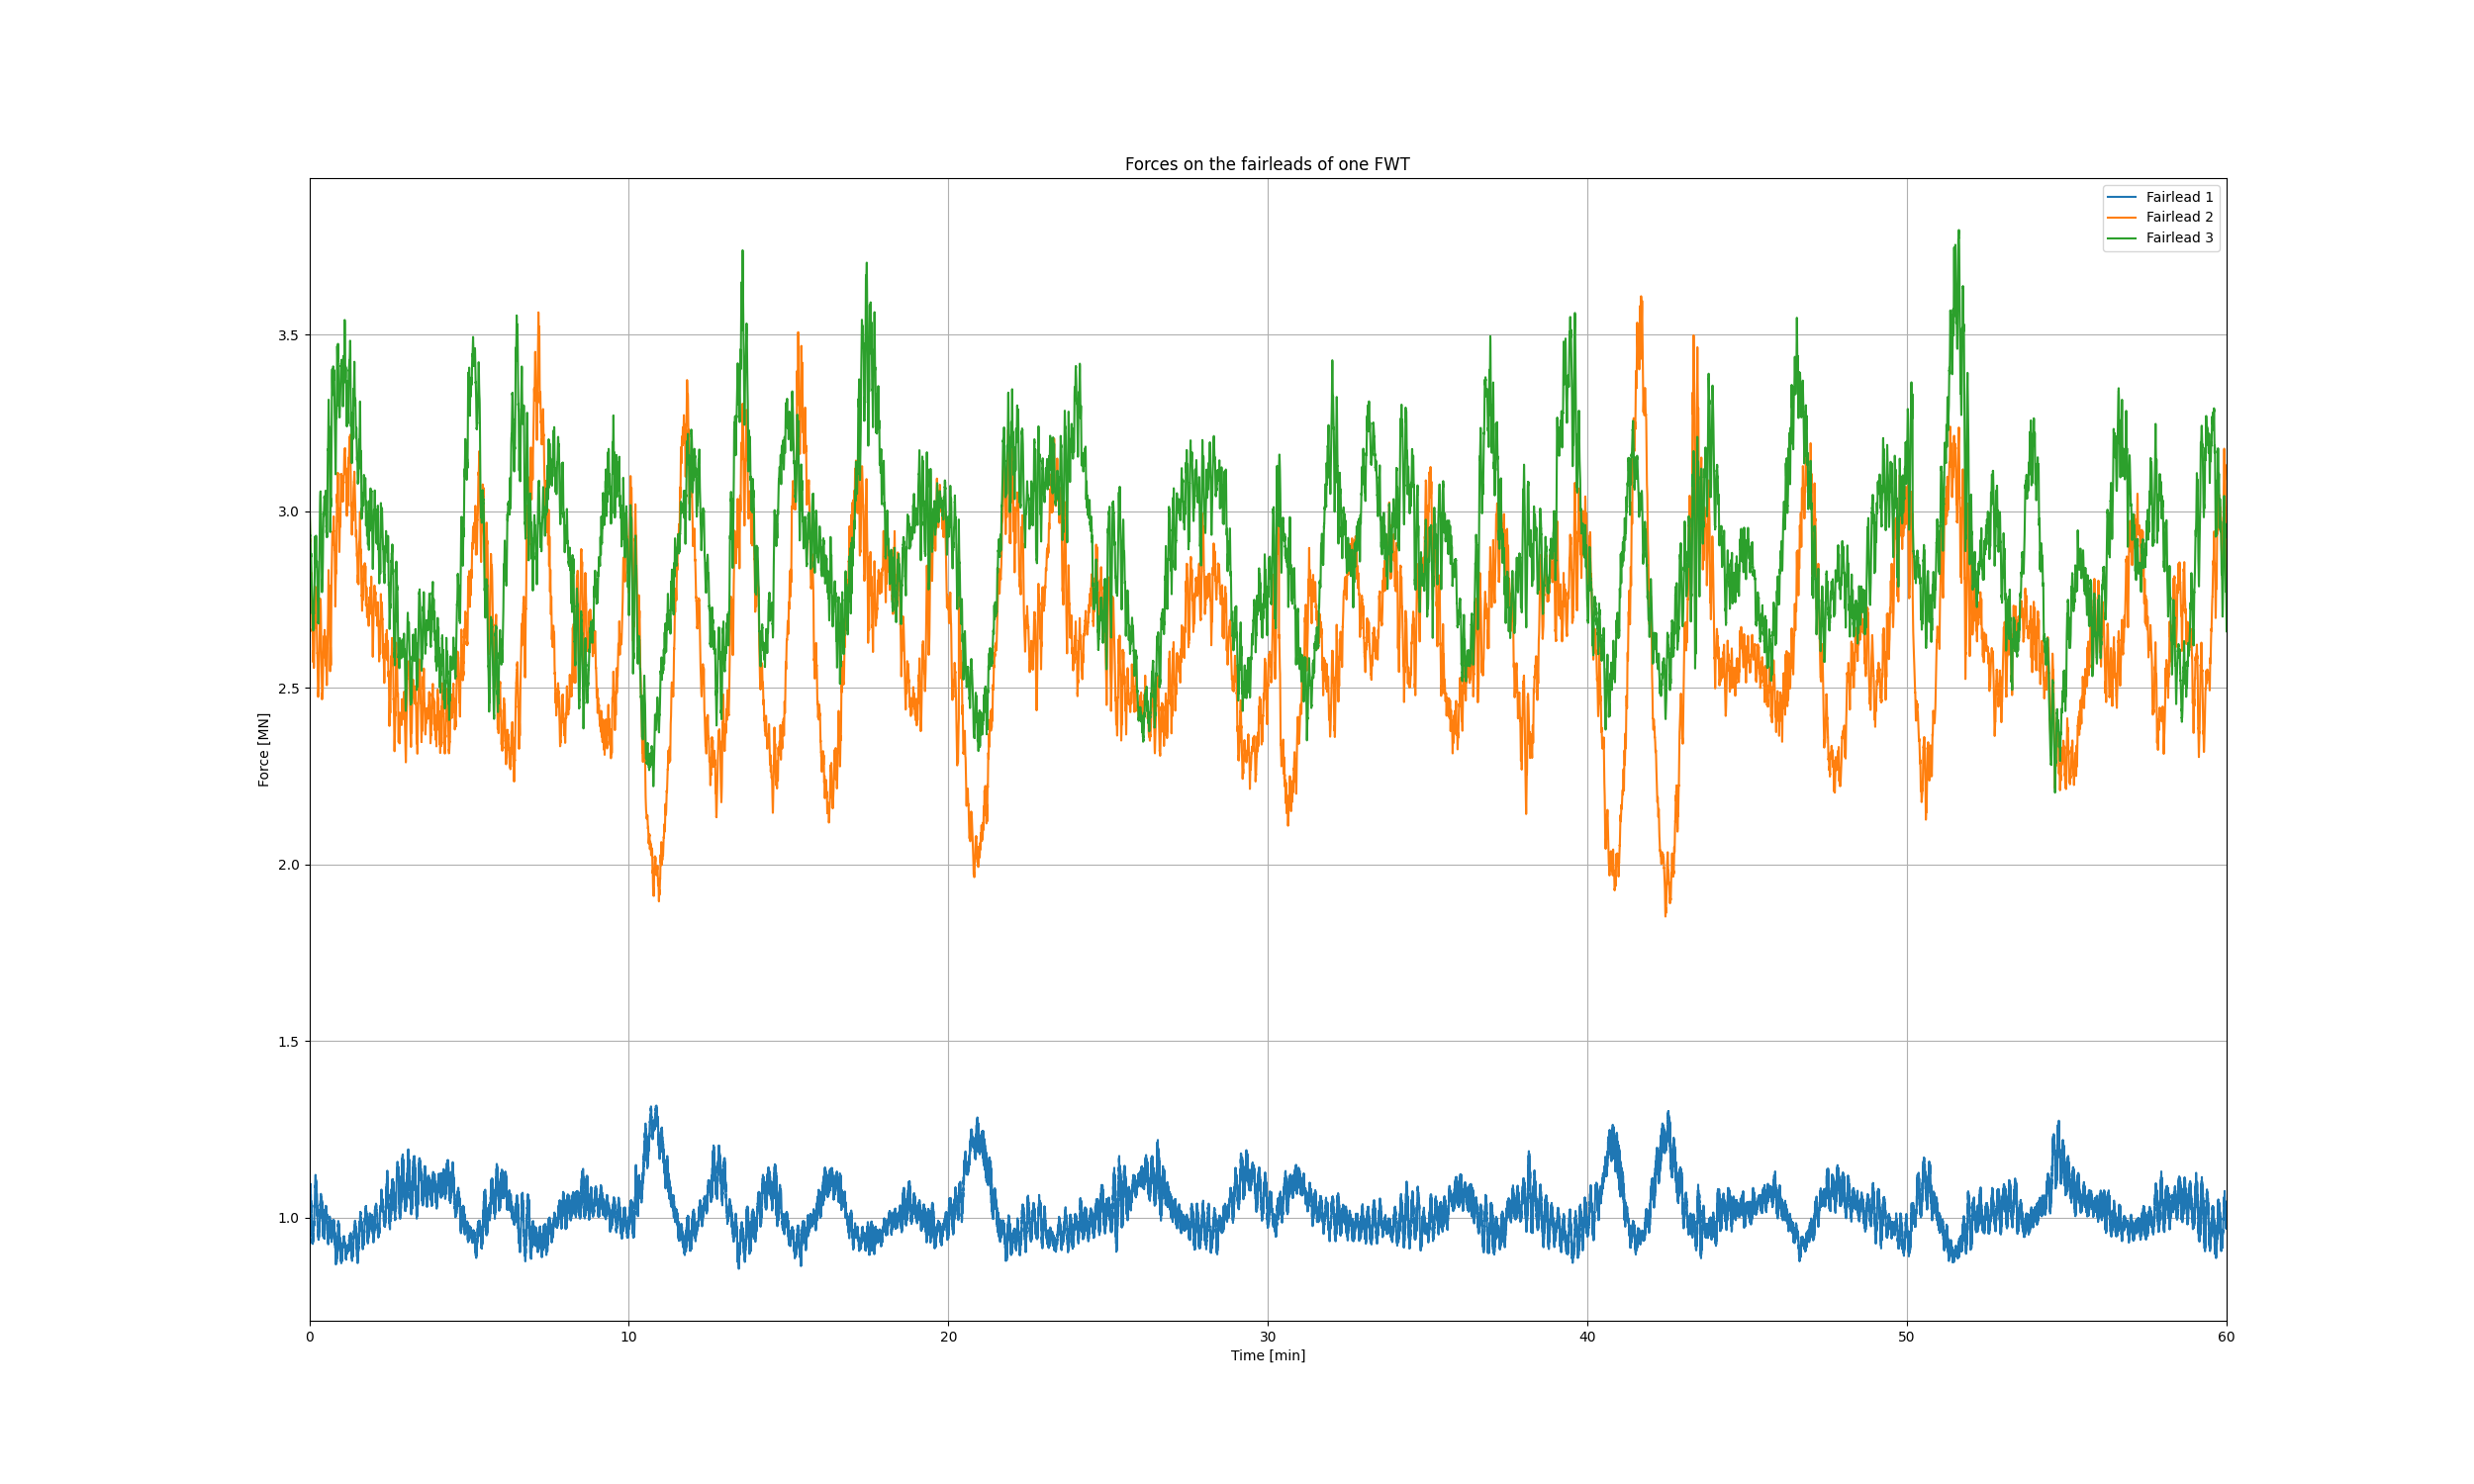 Forces on the fairleads of one FWT
Fairlead 1
Fairlead 2
Fairlead 3
Force [MN]
3.5
3.0
2.5
2.0
1.5
1.0
0 10 20 30 40 50 60
Time [min]